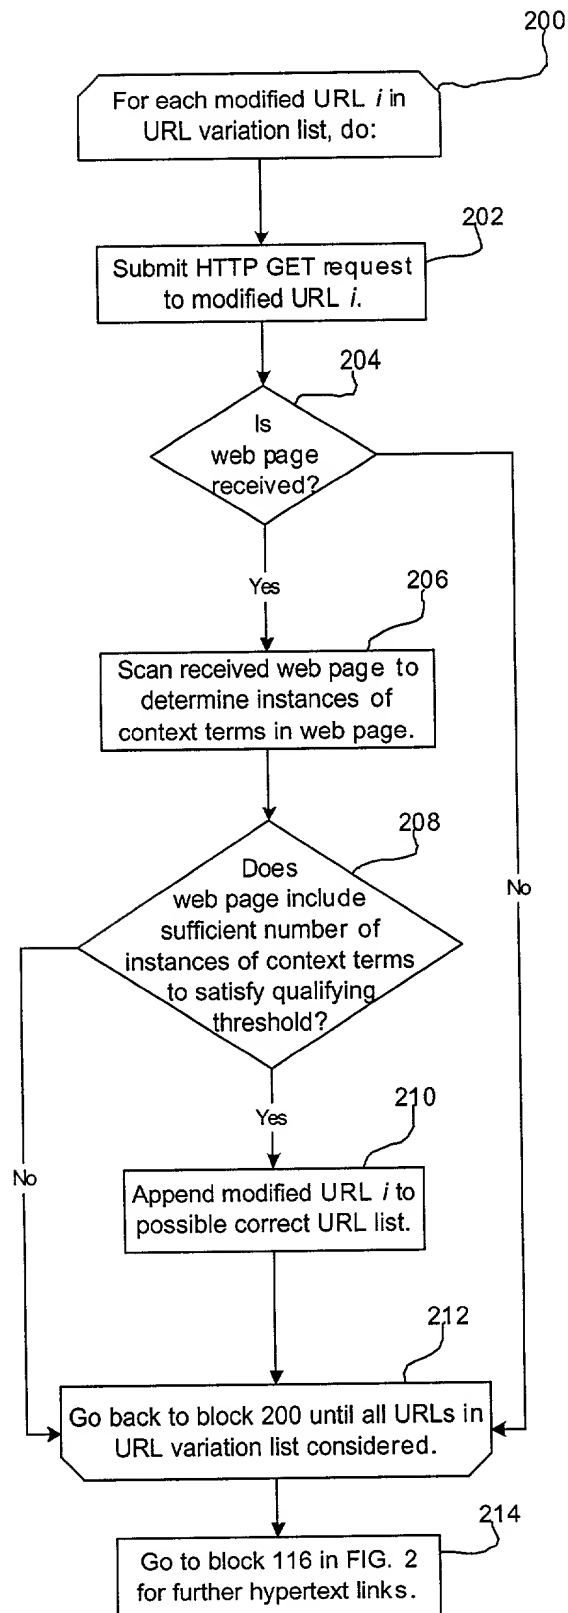 200
For each modified URL i in
URL variation list, do:
202
Submit HTTP GET request
to modified URL i.
204
Is
web page
received?
Yes
206
Scan received web page to
determine instances of
context terms in web page.
208
Does
web page include
sufficient number of
instances of context terms
to satisfy qualifying
threshold?
No
Yes
210
No
Append modified URL i to
possible correct URL list.
212
Go back to block 200 until all URLs in
URL variation list considered.
214
Go to block 116 in FIG. 2
for further hypertext links.